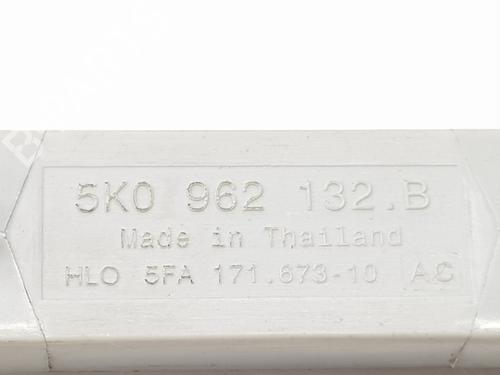 5K0 962 132.B
Made in Thailand
HLO 5FA 171.673-10 AC